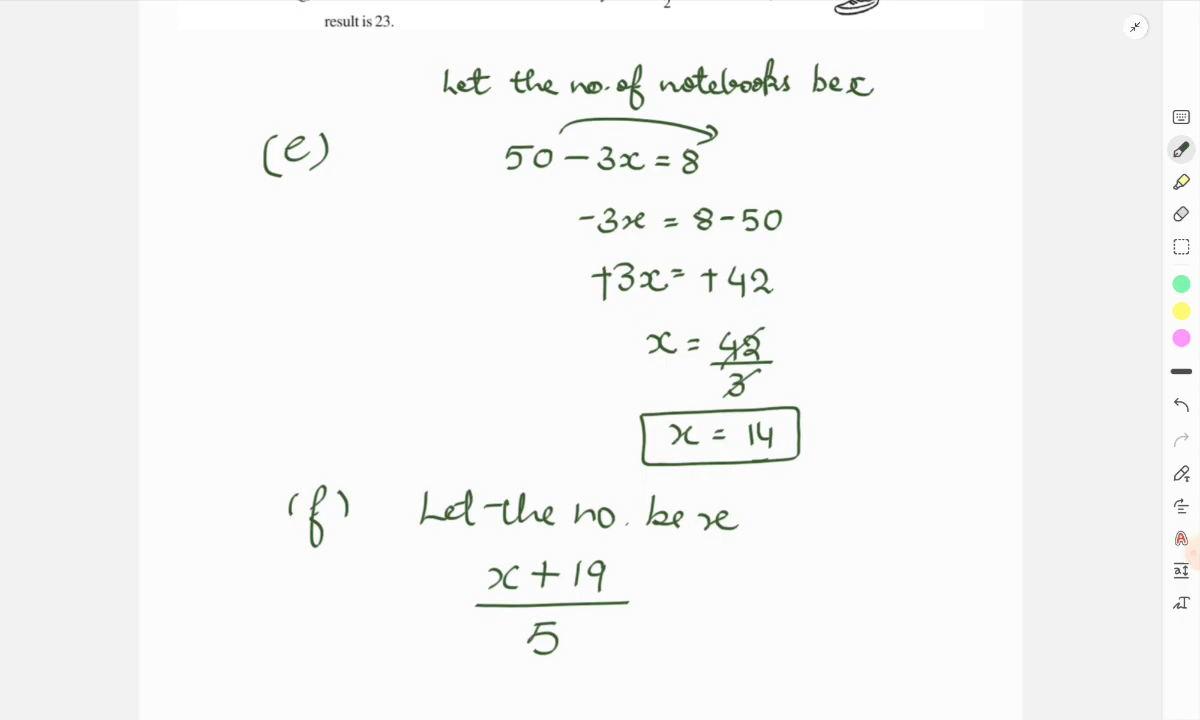 2
result is 23.
Let the no. of notebooks be x
(e)
50 - 3x = 8
-3x = 8 - 50
+3x = +42
x = 42/3
x = 14
(f) Let the no. be x
x + 19
5